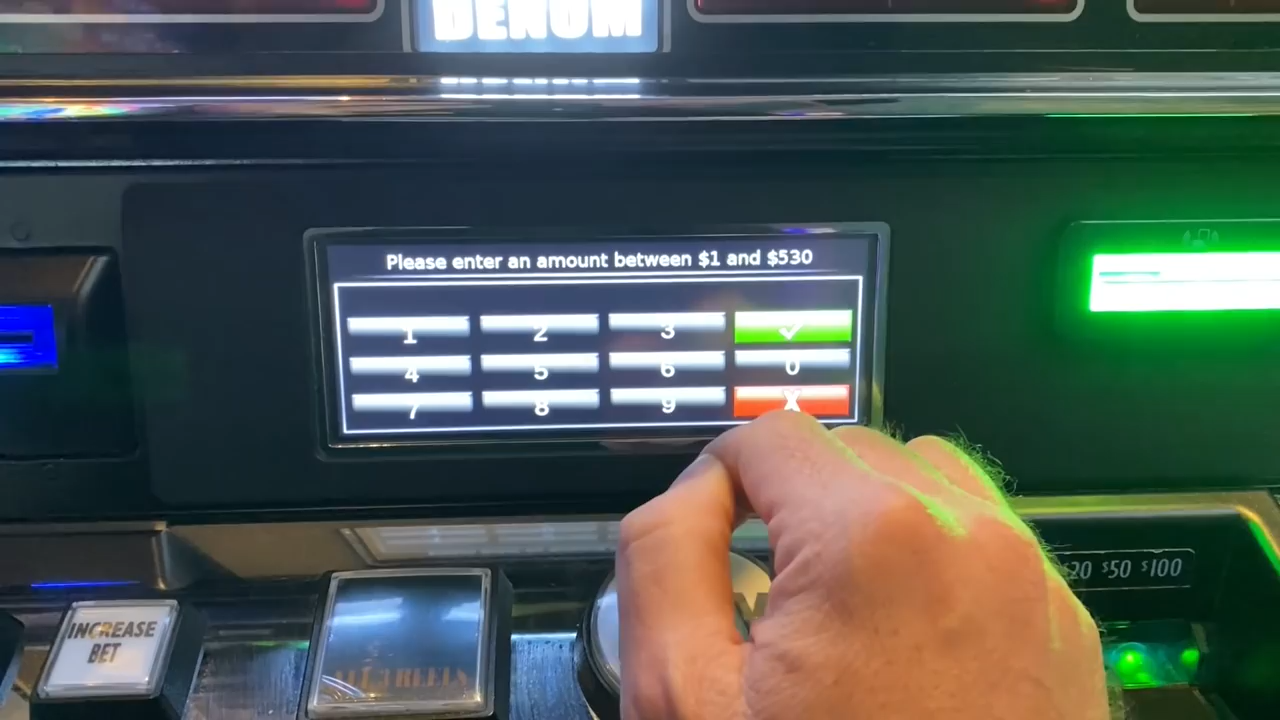 DENOM
Please enter an amount between $1 and $530
1 2 3 ✓
4 5 6 0
7 8 9 X
$20 $50 $100
INCREASE
BET